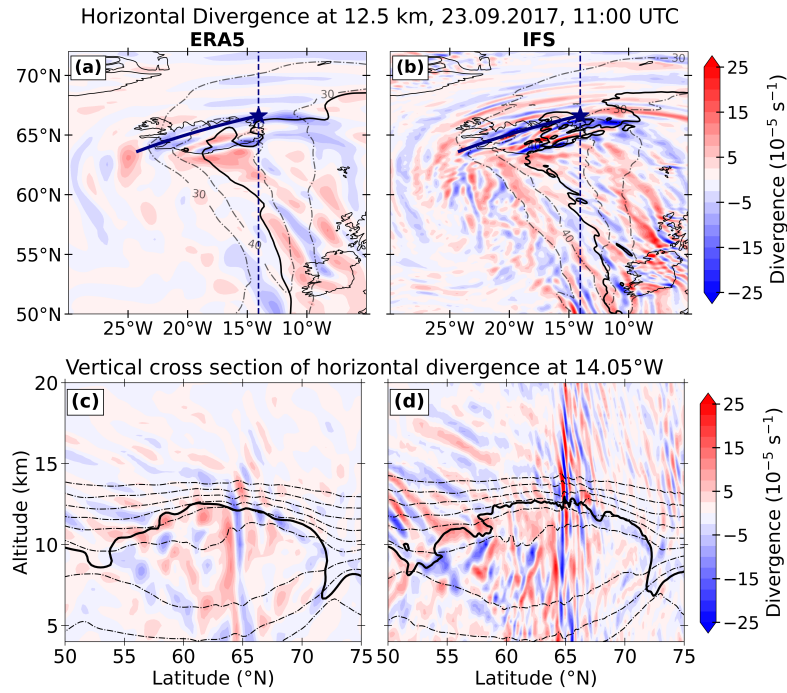 Horizontal Divergence at 12.5 km, 23.09.2017, 11:00 UTC
ERA5
IFS
(a)
(b)
70°N
65°N
60°N
55°N
50°N
30
30
40
30
30
40
25°W 20°W 15°W 10°W
25°W 20°W 15°W 10°W
25
15
5
−5
−15
−25
Divergence (10⁻⁵ s⁻¹)
Vertical cross section of horizontal divergence at 14.05°W
(c)
(d)
20
15
10
5
Altitude (km)
50 55 60 65 70 75
50 55 60 65 70 75
Latitude (°N)
Latitude (°N)
25
15
5
−5
−15
−25
Divergence (10⁻⁵ s⁻¹)